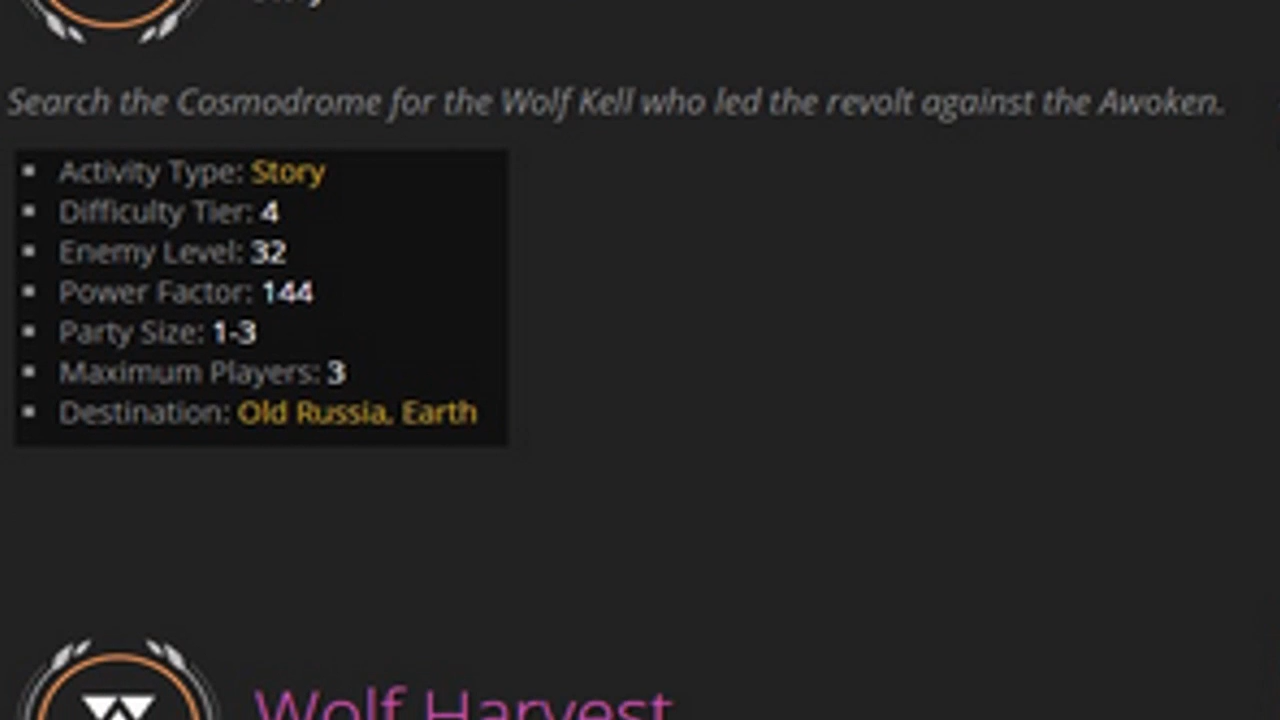 Search the Cosmodrome for the Wolf Kell who led the revolt against the Awoken.
Activity Type: Story
Difficulty Tier: 4
Enemy Level: 32
Power Factor: 144
Party Size: 1-3
Maximum Players: 3
Destination: Old Russia, Earth
Wolf Harvest